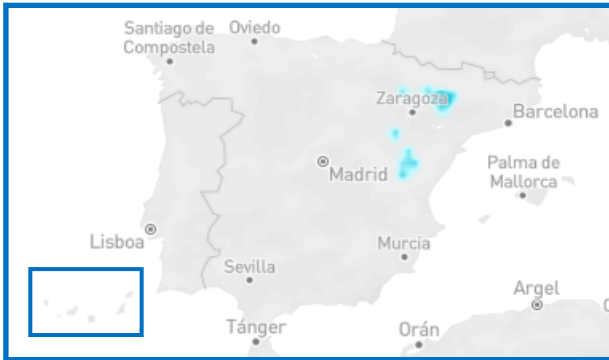 Santiago de
Compostela
Oviedo
Zaragoza
Barcelona
Madrid
Palma de
Mallorca
Lisboa
Murcia
Sevilla
Argel
Tánger
Orán